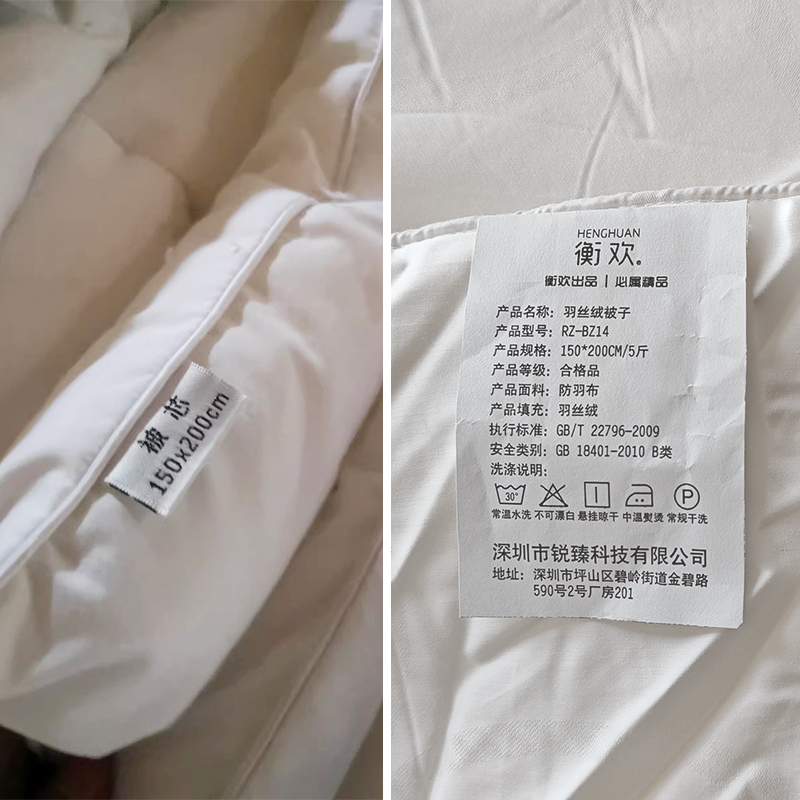 被芯
150x200cm
HENGHUAN
衡欢®
衡欢出品 | 必属精品
产品名称：羽丝绒被子
产品型号：RZ-BZ14
产品规格：150*200CM/5斤
产品等级：合格品
产品面料：防羽布
产品填充：羽丝绒
执行标准：GB/T 22796-2009
安全类别：GB 18401-2010 B类
洗涤说明：
30° P
常温水洗 不可漂白 悬挂晾干 中温熨烫 常规干洗
深圳市锐臻科技有限公司
地址：深圳市坪山区碧岭街道金碧路
590号2号厂房201